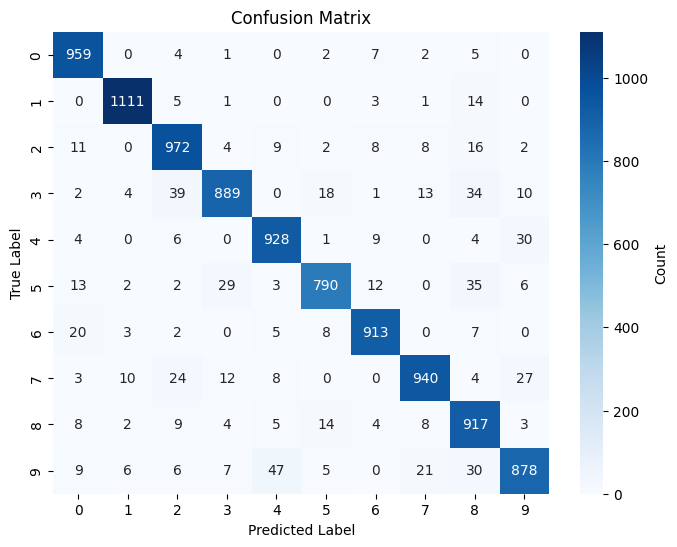 Confusion Matrix
True Label
0 959 0 4 1 0 2 7 2 5 0
1 0 1111 5 1 0 0 3 1 14 0
2 11 0 972 4 9 2 8 8 16 2
3 2 4 39 889 0 18 1 13 34 10
4 4 0 6 0 928 1 9 0 4 30
5 13 2 2 29 3 790 12 0 35 6
6 20 3 2 0 5 8 913 0 7 0
7 3 10 24 12 8 0 0 940 4 27
8 8 2 9 4 5 14 4 8 917 3
9 9 6 6 7 47 5 0 21 30 878
0 1 2 3 4 5 6 7 8 9
Predicted Label
1000
800
600
400
200
0
Count